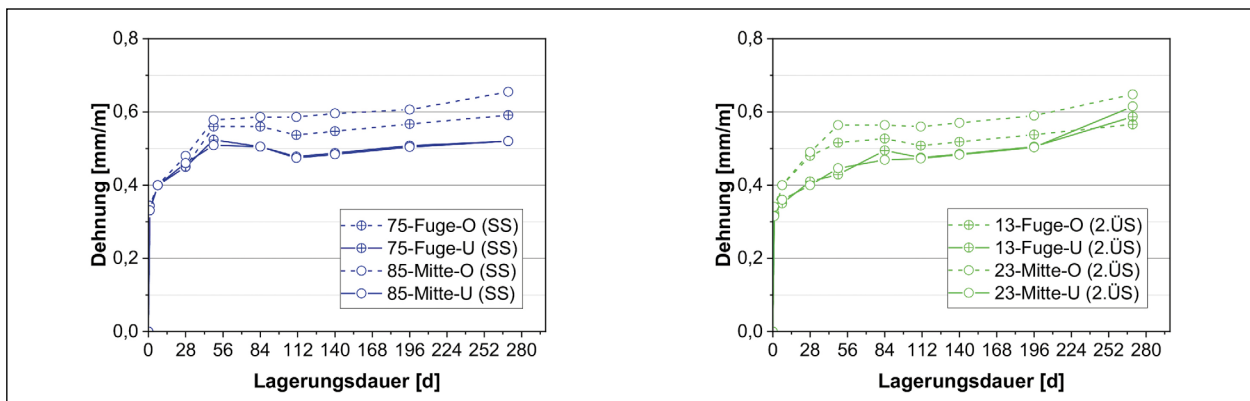 0,8
0,6
0,4
0,2
0,0
Dehnung [mm/m]
75-Fuge-O (SS)
75-Fuge-U (SS)
85-Mitte-O (SS)
85-Mitte-U (SS)
0 28 56 84 112 140 168 196 224 252 280
Lagerungsdauer [d]
0,8
0,6
0,4
0,2
0,0
Dehnung [mm/m]
13-Fuge-O (2.ÜS)
13-Fuge-U (2.ÜS)
23-Mitte-O (2.ÜS)
23-Mitte-U (2.ÜS)
0 28 56 84 112 140 168 196 224 252 280
Lagerungsdauer [d]